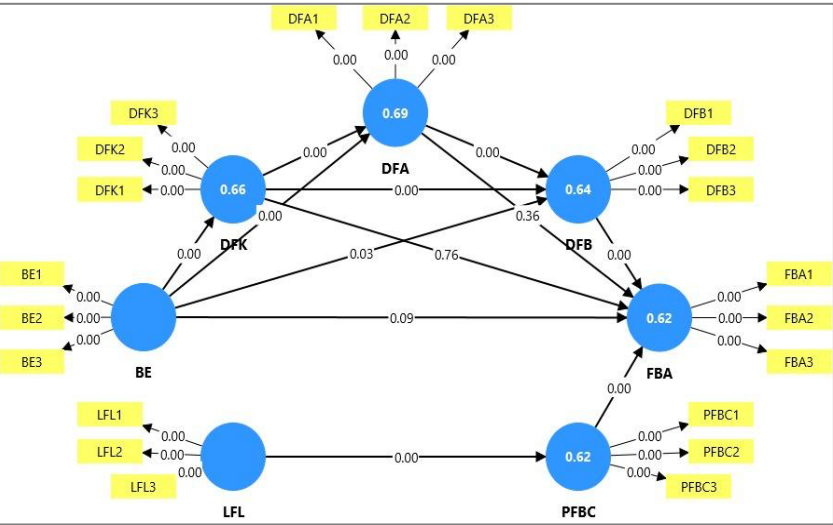 DFA1 DFA2 DFA3
0.00 0.00 0.00
DFK3 0.69 DFB1
DFK2 0.00 0.00 DFA 0.00 0.00 DFB2
0.00 0.00
DFK1 0.00 0.66 0.00 0.64 0.00 DFB3
DFK 0.00 0.36 DFB
0.00 0.03 0.76 0.00
BE1 FBA1
0.00 0.00
BE2 0.00 0.09 0.62 0.00 FBA2
0.00 0.00
BE3 BE FBA FBA3
0.00
LFL1 PFBC1
0.00 0.00
LFL2 0.00 0.00 0.62 0.00 PFBC2
0.00 0.00
LFL3 PFBC3
LFL PFBC